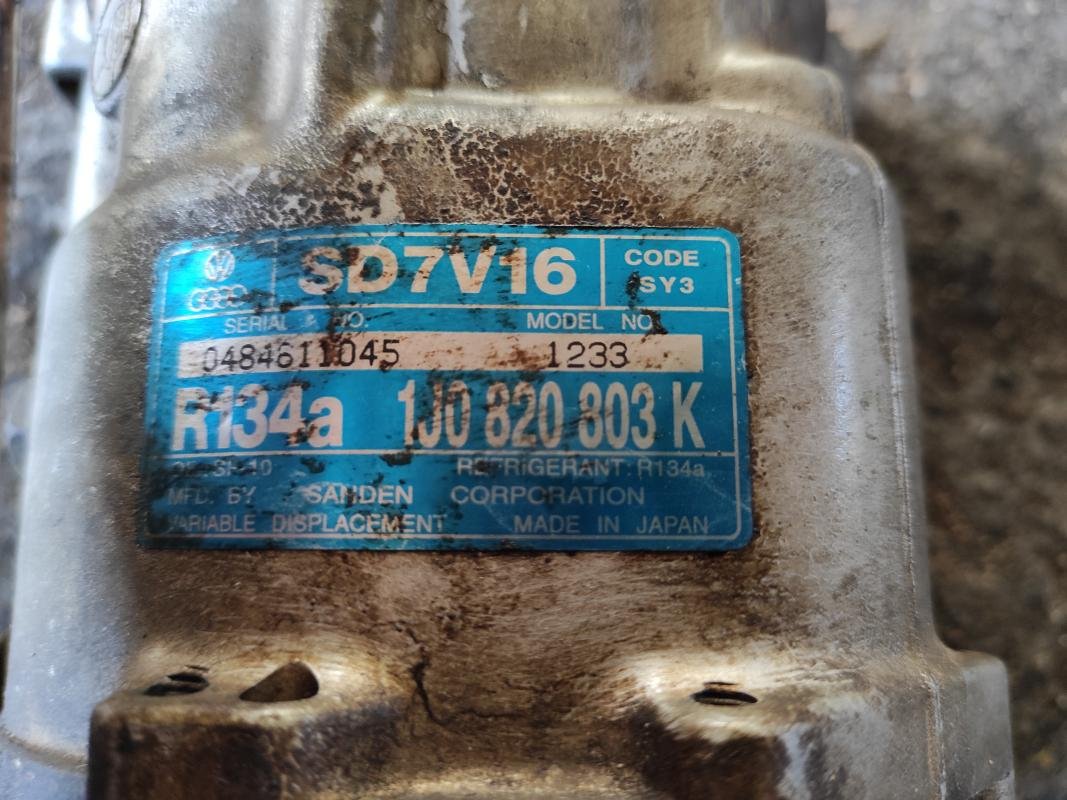 SD7V16
CODE
SY3
SERIAL NO.
MODEL NO.
0484611045
1233
R134a
1J0 820 803 K
REFRIGERANT: R134a
MFD. BY SANDEN CORPORATION
VARIABLE DISPLACEMENT
MADE IN JAPAN